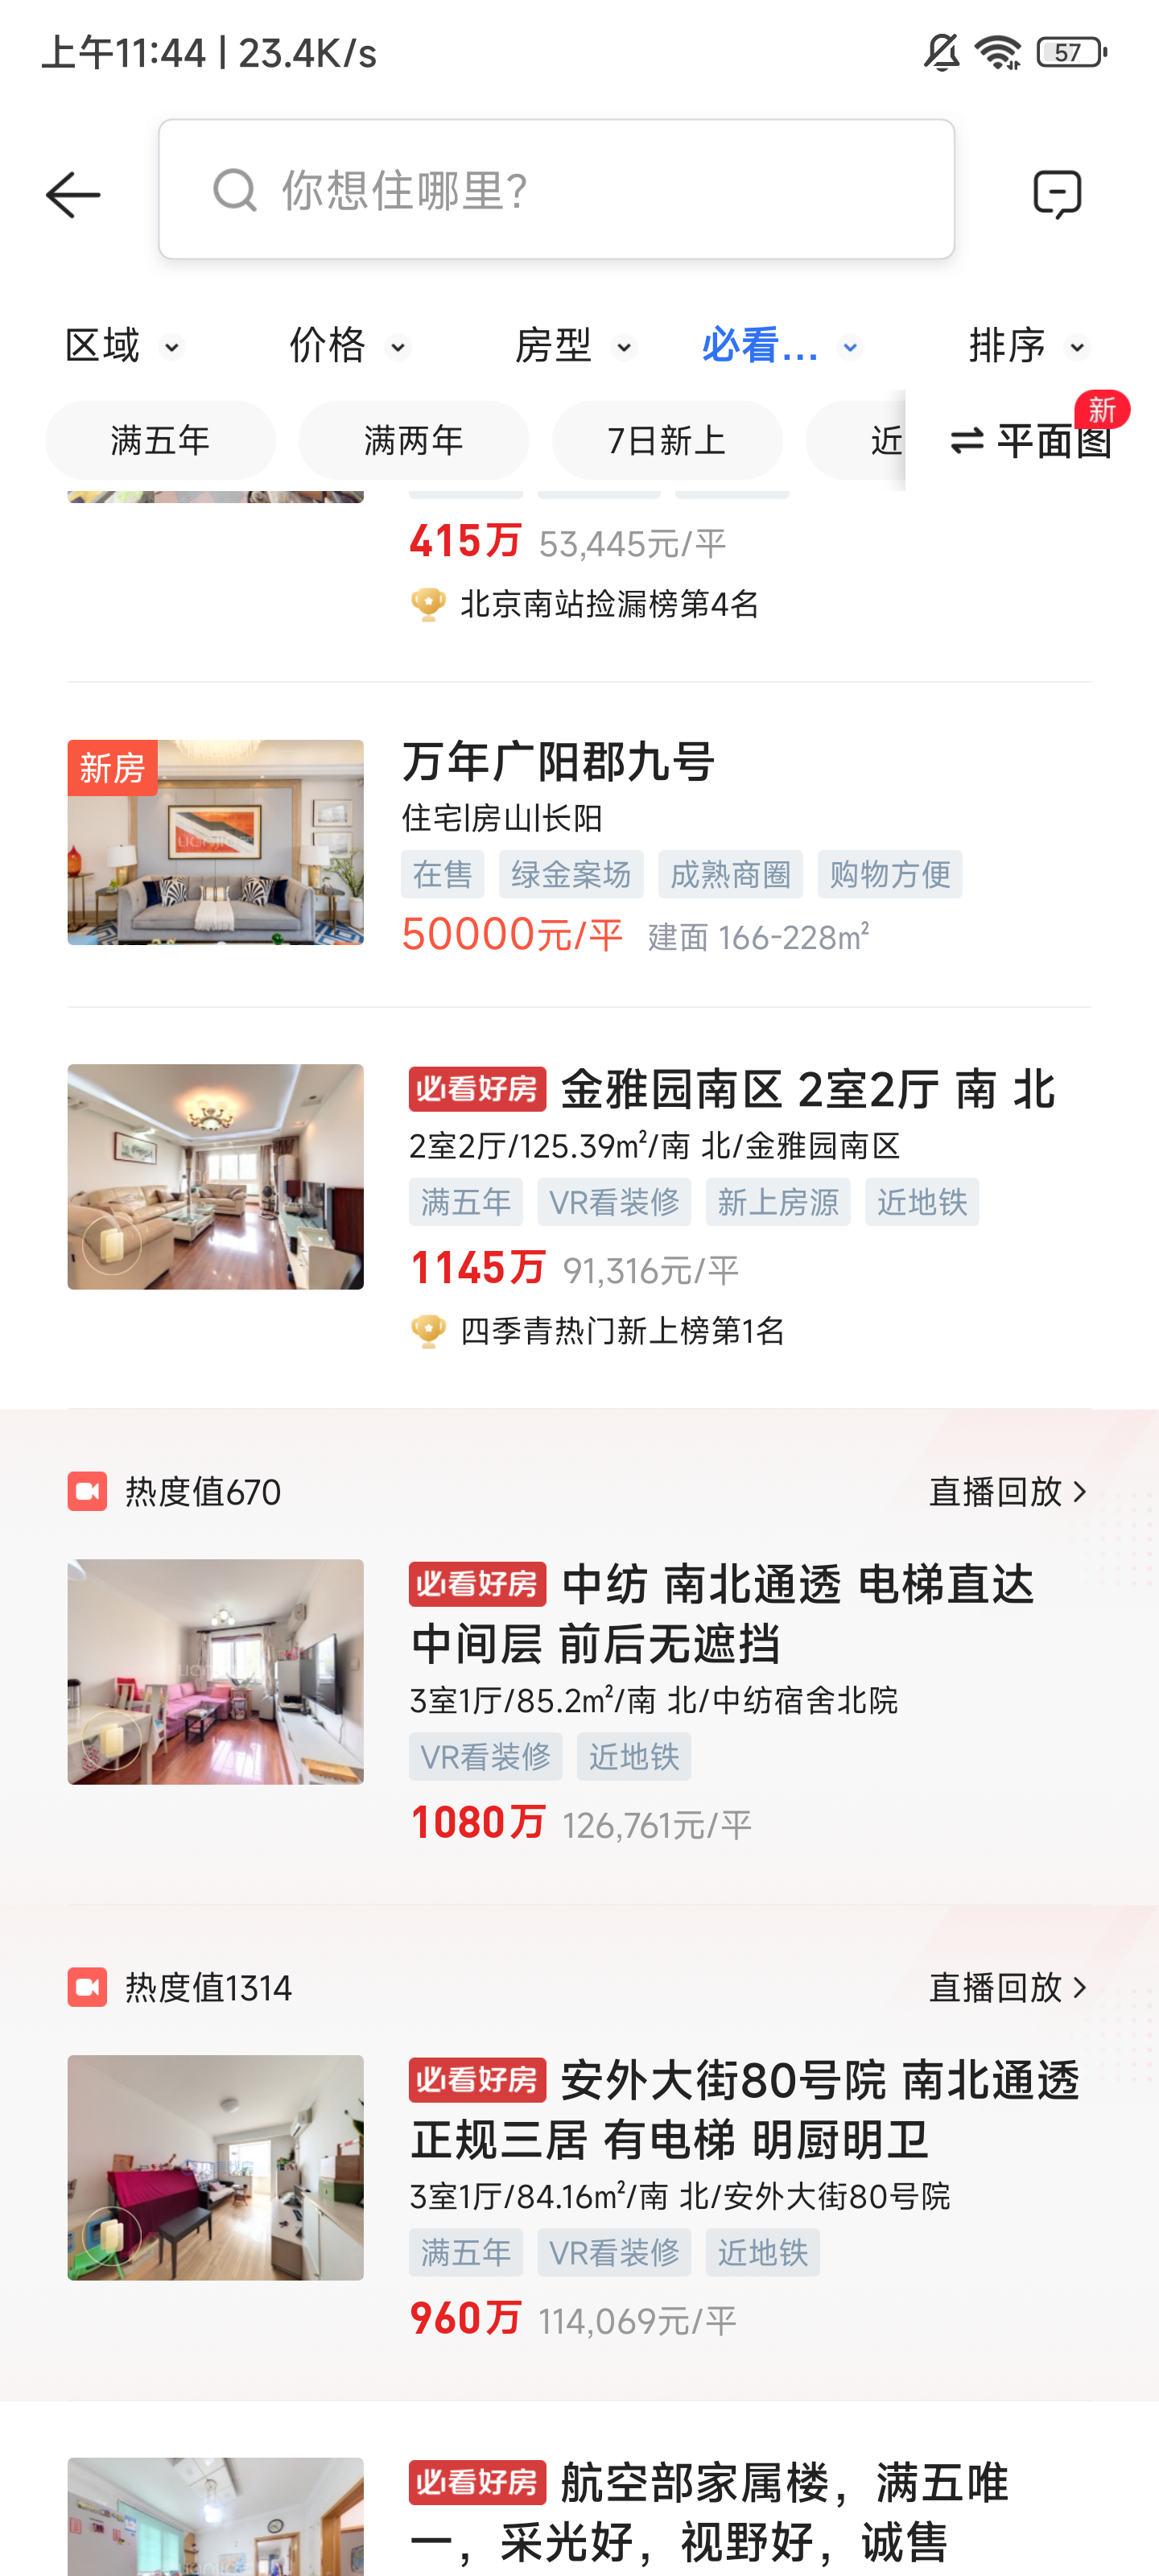 上午11:44 | 23.4K/s
57
你想住哪里?
区域
价格
房型
必看...
排序
满五年
满两年
7日新上
近
平面图
新
415万 53,445元/平
北京南站捡漏榜第4名
新房
万年广阳郡九号
住宅|房山|长阳
在售 绿金案场 成熟商圈 购物方便
50000元/平 建面 166-228m²
必看好房 金雅园南区 2室2厅 南 北
2室2厅/125.39m²/南 北/金雅园南区
满五年 VR看装修 新上房源 近地铁
1145万 91,316元/平
四季青热门新上榜第1名
热度值670
直播回放
必看好房 中纺 南北通透 电梯直达
中间层 前后无遮挡
3室1厅/85.2m²/南 北/中纺宿舍北院
VR看装修 近地铁
1080万 126,761元/平
热度值1314
直播回放
必看好房 安外大街80号院 南北通透
正规三居 有电梯 明厨明卫
3室1厅/84.16m²/南 北/安外大街80号院
满五年 VR看装修 近地铁
960万 114,069元/平
必看好房 航空部家属楼，满五唯
一，采光好，视野好，诚售